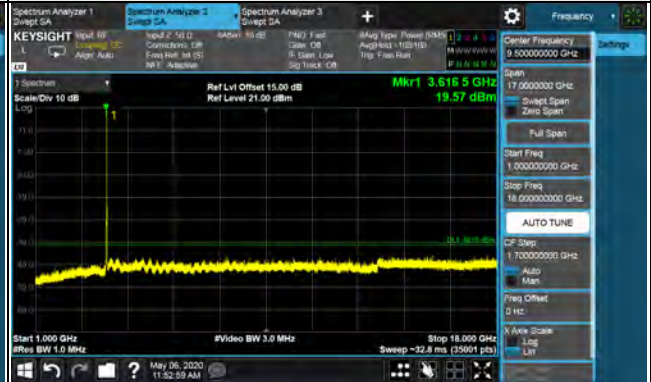 Spectrum Analyzer 1
Swept SA
Spectrum Analyzer 2
Swept SA
Spectrum Analyzer 3
Swept SA
+
Frequency
KEYSIGHT
Input: RF
Coupling: DC
Align: Auto
Input Z: 50 Ω
Corrections: Off
Freq Ref: Int (S)
NFE: Adaptive
#Atten: 10 dB
PNO: Fast
Gate: Off
IF Gain: Low
Sig Track: Off
#Avg Type: Power (RMS)
Trig: Free Run
Center Frequency
9.500000000 GHz
Settings
Span
17.0000000 GHz
Swept Span
Zero Span
Full Span
Start Freq
1.000000000 GHz
Stop Freq
18.000000000 GHz
AUTO TUNE
CF Step
1.700000000 GHz
Auto
Man
Freq Offset
0 Hz
X Axis Scale
Log
Lin
1 Spectrum
Scale/Div 10 dB
Log
Ref Lvl Offset 15.00 dB
Ref Level 21.00 dBm
Mkr1 3.616 5 GHz
19.57 dBm
1
11.0
Start 1.000 GHz
#Res BW 1.0 MHz
#Video BW 3.0 MHz
Stop 18.000 GHz
Sweep ~32.8 ms (35001 pts)
?
May 06, 2020
11:52:59 AM